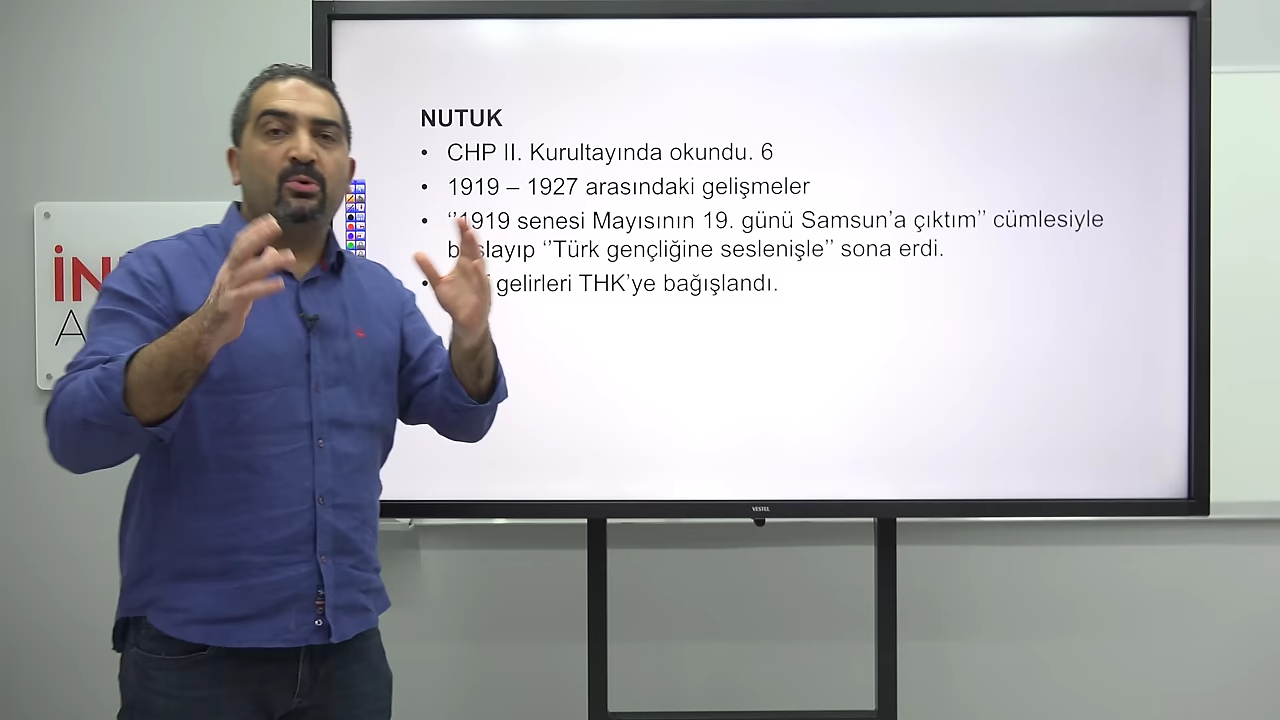 NUTUK
• CHP II. Kurultayında okundu. 6
• 1919 – 1927 arasındaki gelişmeler
• ‘’1919 senesi Mayısının 19. günü Samsun’a çıktım’’ cümlesiyle
‘’Türk gençliğine seslenişle’’ sona erdi.
gelirleri THK’ye bağışlandı.
VESTEL